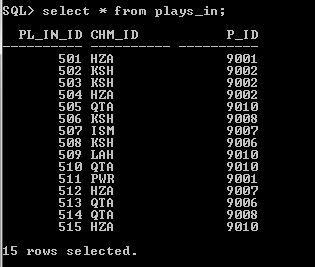 SQL> select * from plays_in;
PL_IN_ID CHM_ID P_ID
---------- ---------- ----------
501 HZA 9001
502 KSH 9002
503 KSH 9002
504 HZA 9002
505 QTA 9010
506 KSH 9008
507 ISM 9007
508 KSH 9006
509 LAH 9010
510 QTA 9010
511 PWR 9001
512 HZA 9007
513 QTA 9006
514 QTA 9008
515 HZA 9010
15 rows selected.